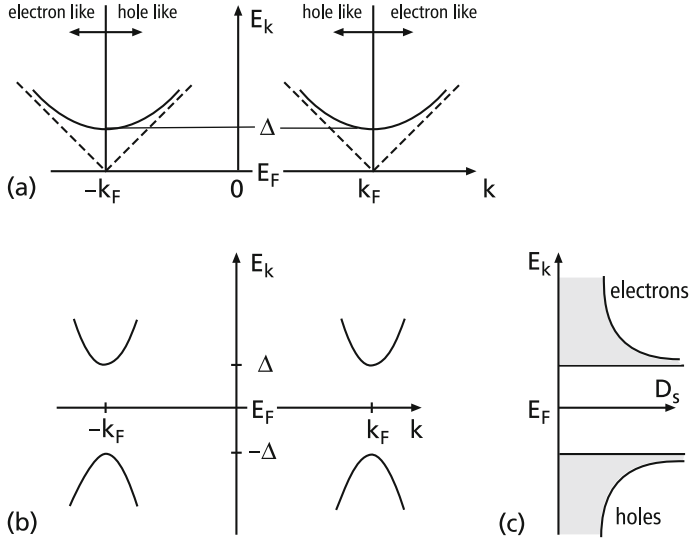 electron like hole like E_k hole like electron like
Δ
(a) −k_F 0 E_F k_F k
E_k
Δ
−k_F E_F k_F k
−Δ
(b)
E_k
electrons
D_s
E_F
holes
(c)